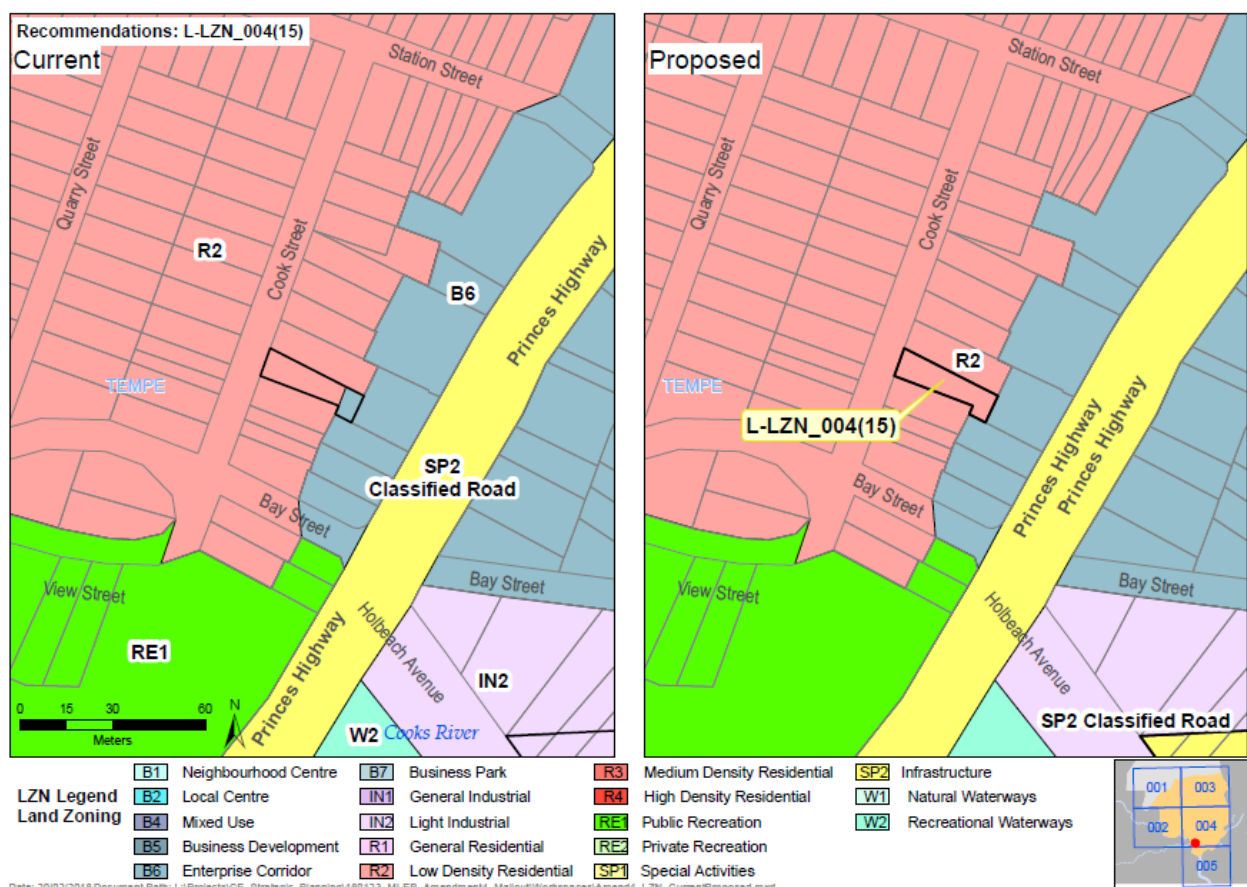 Recommendations: L-LZN_004(15)
Current
Station Street
Quarry Street
R2
Cook Street
B6
Princes Highway
TEMPE
SP2
Classified Road
Bay Street
View Street
Bay Street
RE1
Holbeach Avenue
IN2
Princes Highway
0 15 30 60
Meters
N
W2 Cooks River
Proposed
Station Street
Quarry Street
Cook Street
Princes Highway
R2
TEMPE
L-LZN_004(15)
Princes Highway
Princes Highway
Bay Street
View Street
Bay Street
Holbeach Avenue
SP2 Classified Road
LZN Legend
Land Zoning
B1 Neighbourhood Centre
B2 Local Centre
B4 Mixed Use
B5 Business Development
B6 Enterprise Corridor
B7 Business Park
IN1 General Industrial
IN2 Light Industrial
R1 General Residential
R2 Low Density Residential
R3 Medium Density Residential
R4 High Density Residential
RE1 Public Recreation
RE2 Private Recreation
SP1 Special Activities
SP2 Infrastructure
W1 Natural Waterways
W2 Recreational Waterways
001 003
002 004
005